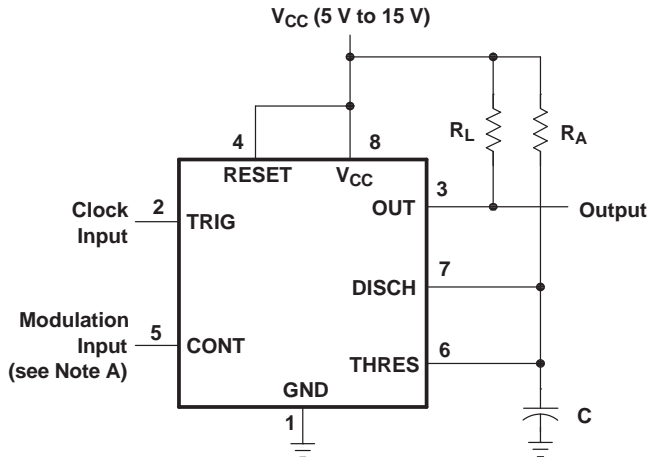 VCC (5 V to 15 V)
4
8
RL
RA
RESET
VCC
3
Clock
Input
2
TRIG
OUT
Output
7
DISCH
Modulation
Input
(see Note A)
5
CONT
6
THRES
GND
1
C